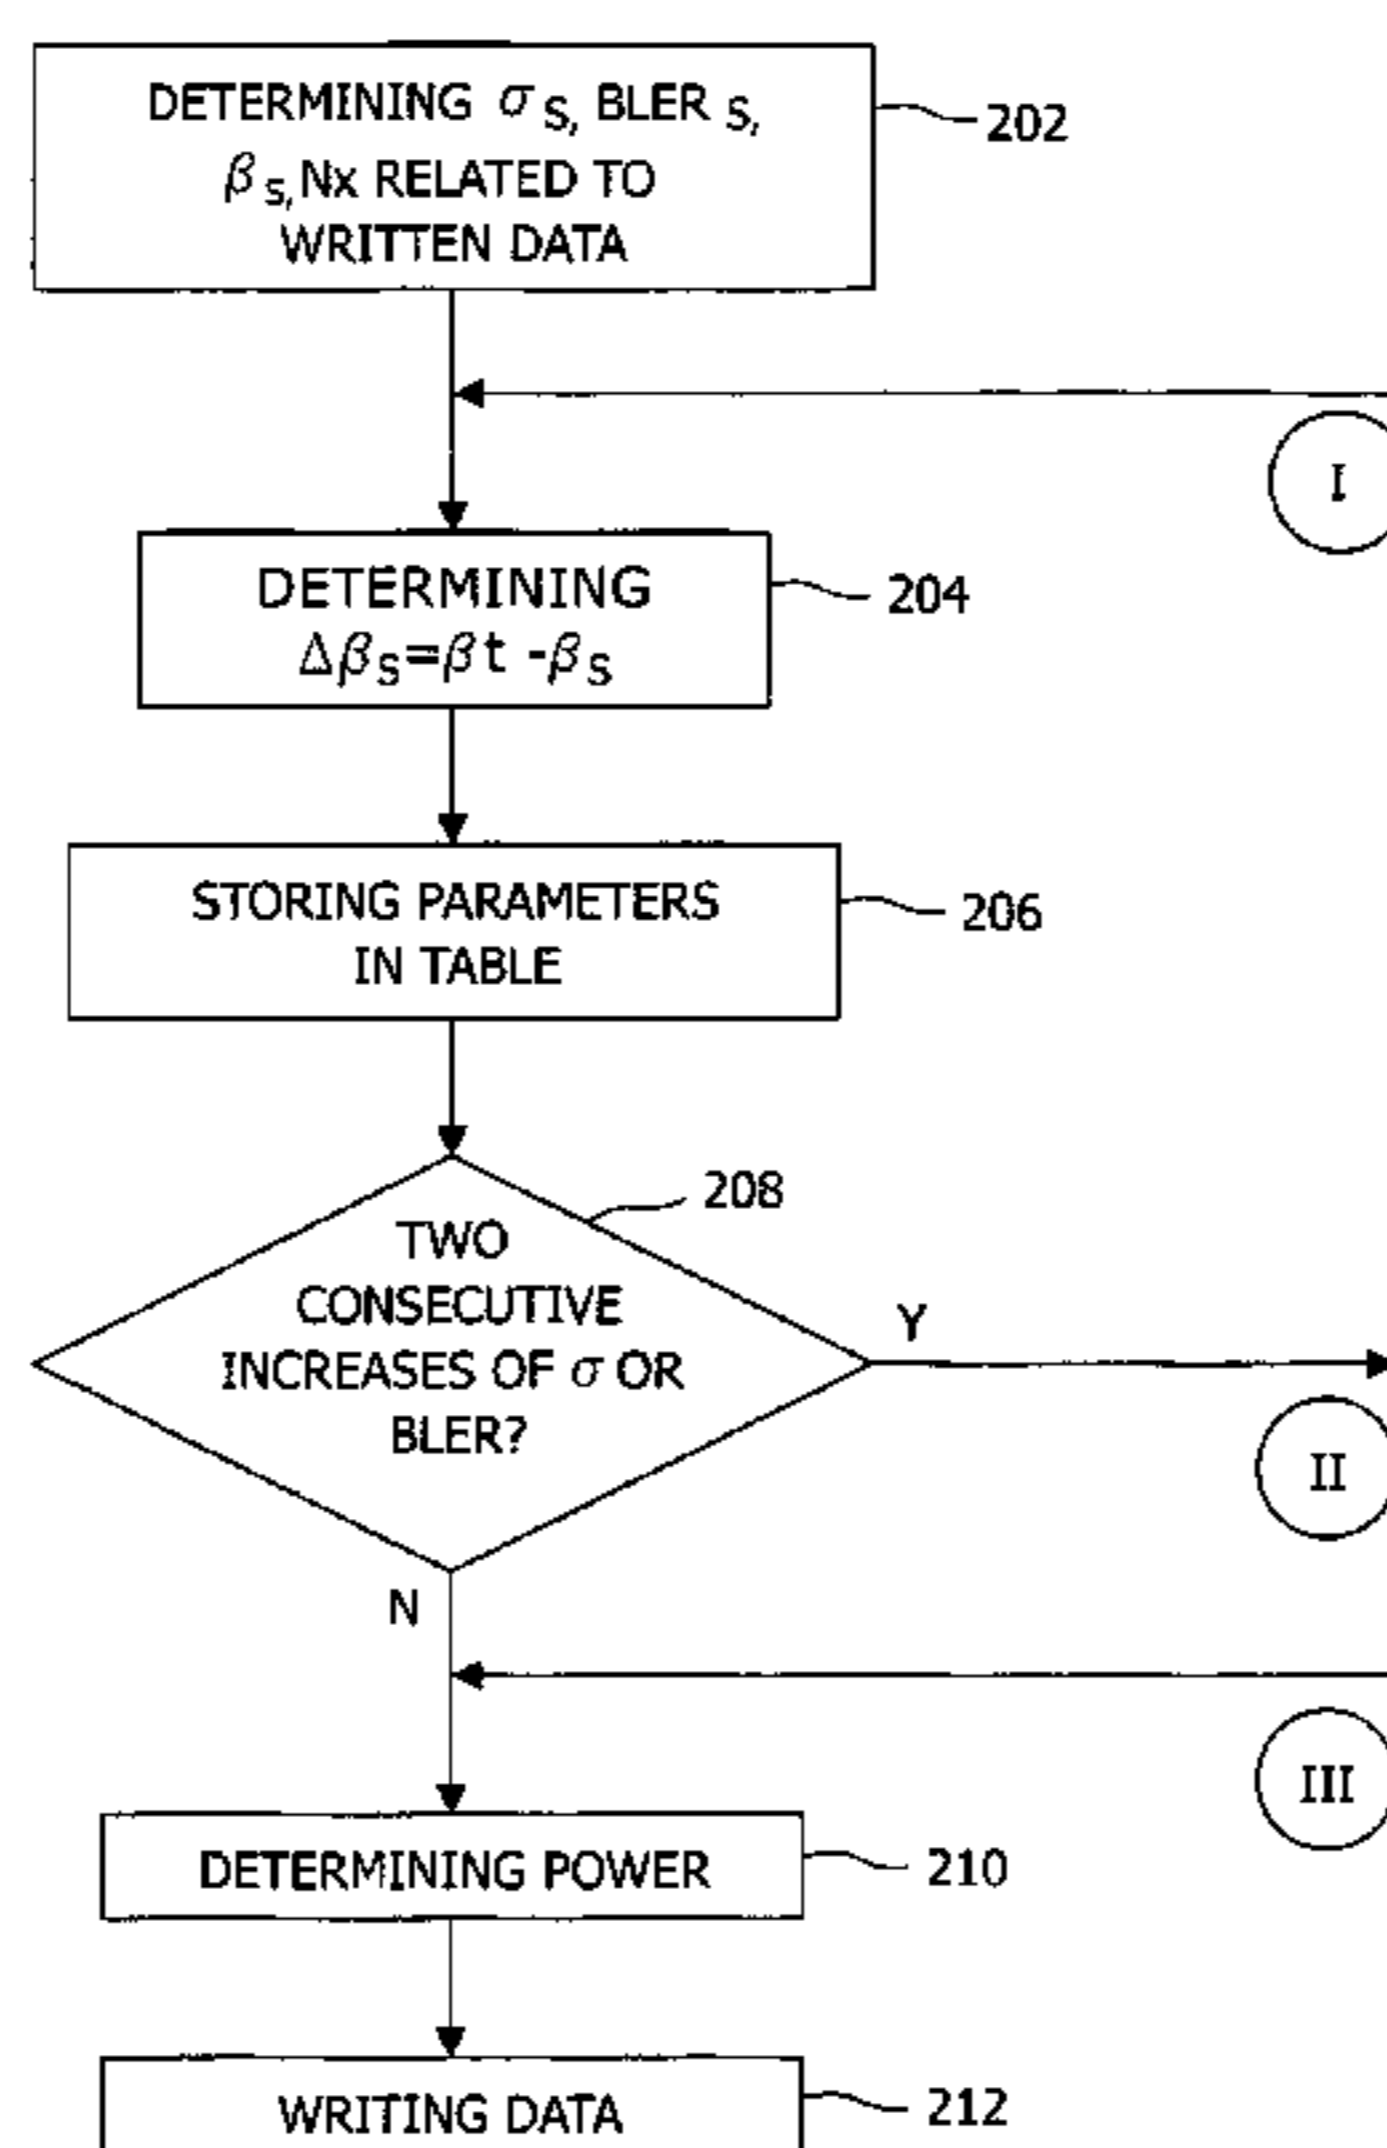 DETERMINING σS, BLER S,
βS, Nx RELATED TO
WRITTEN DATA
202
I
DETERMINING
ΔβS=βt -βS
204
STORING PARAMETERS
IN TABLE
206
208
TWO
CONSECUTIVE
INCREASES OF σ OR
BLER?
Y
II
N
III
DETERMINING POWER
210
WRITING DATA
212